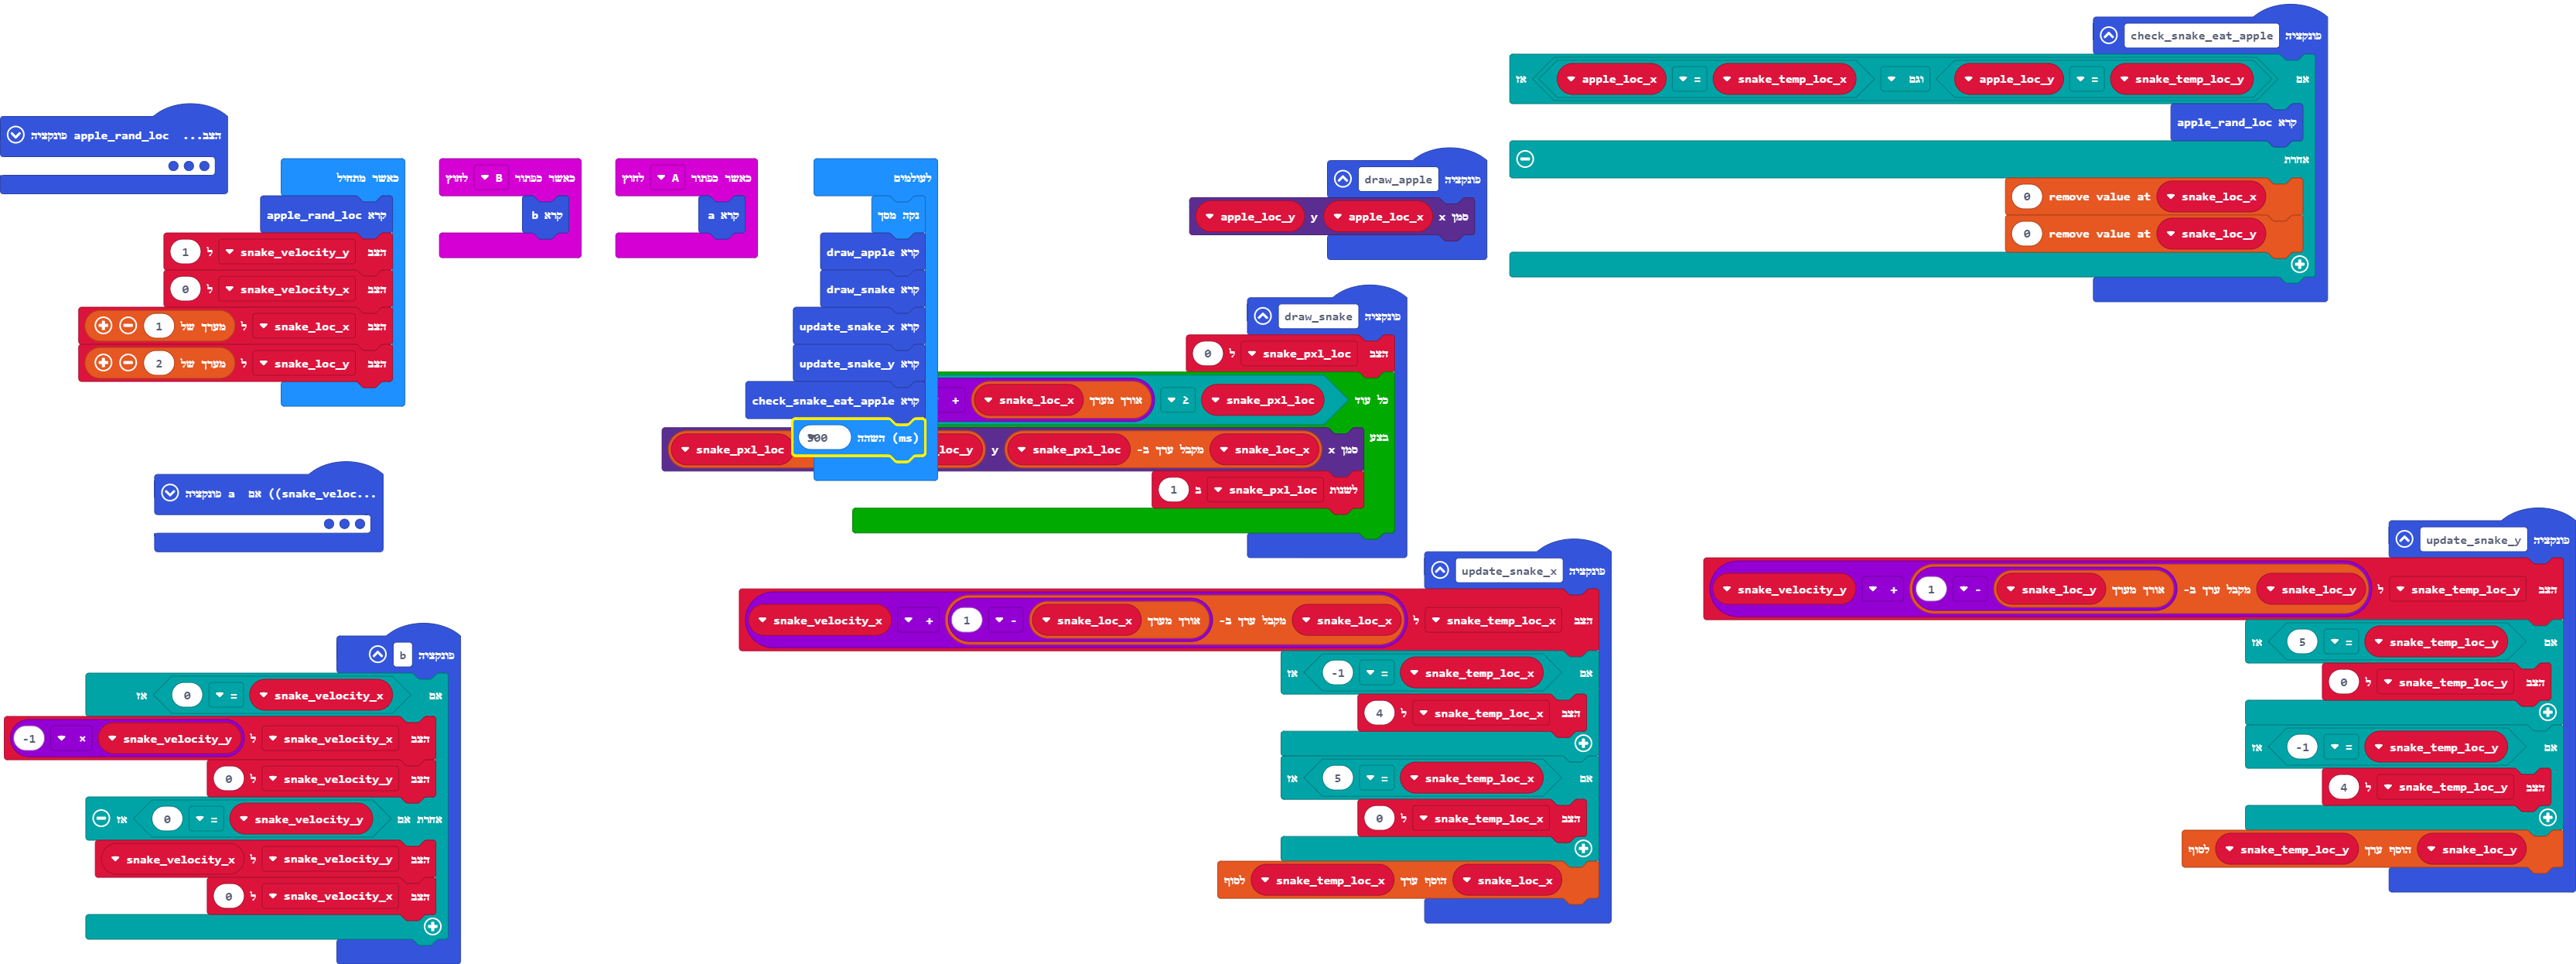 פונקציה apple_rand_loc הצב...
כאשר מתחיל
קרא apple_rand_loc
הצב snake_velocity_y ל 1
הצב snake_velocity_x ל 0
הצב snake_loc_x ל מערך של 1
הצב snake_loc_y ל מערך של 2
כאשר כפתור B לחוץ
קרא b
כאשר כפתור A לחוץ
קרא a
לעולמים
נקה מסך
קרא draw_apple
קרא draw_snake
קרא update_snake_x
קרא update_snake_y
קרא check_snake_eat_apple
השהה (ms)
פונקציה draw_apple
סמן x apple_loc_x y apple_loc_y
פונקציה check_snake_eat_apple
אם snake_temp_loc_y = apple_loc_y וגם snake_temp_loc_x = apple_loc_x אז
קרא apple_rand_loc
אחרת
snake_loc_x remove value at 0
snake_loc_y remove value at 0
פונקציה draw_snake
הצב snake_pxl_loc ל 0
כל עוד snake_pxl_loc ≤ אורך מערך snake_loc_x +
בצע
סמן x snake_loc_x מקבל ערך ב- snake_pxl_loc y loc_y snake_pxl_loc
לשנות snake_pxl_loc ב 1
פונקציה a אם ((snake_veloc...
פונקציה b
אם snake_velocity_x = 0 אז
הצב snake_velocity_x ל snake_velocity_y × -1
הצב snake_velocity_y ל 0
אחרת אם snake_velocity_y = 0 אז
הצב snake_velocity_y ל snake_velocity_x
הצב snake_velocity_x ל 0
פונקציה update_snake_x
הצב snake_temp_loc_x ל snake_loc_x מקבל ערך ב- אורך מערך snake_loc_x - 1 + snake_velocity_x
אם snake_temp_loc_x = -1 אז
הצב snake_temp_loc_x ל 4
אם snake_temp_loc_x = 5 אז
הצב snake_temp_loc_x ל 0
snake_loc_x הוסף ערך snake_temp_loc_x לסוף
פונקציה update_snake_y
הצב snake_temp_loc_y ל snake_loc_y מקבל ערך ב- אורך מערך snake_loc_y - 1 + snake_velocity_y
אם snake_temp_loc_y = 5 אז
הצב snake_temp_loc_y ל 0
אם snake_temp_loc_y = -1 אז
הצב snake_temp_loc_y ל 4
snake_loc_y הוסף ערך snake_temp_loc_y לסוף